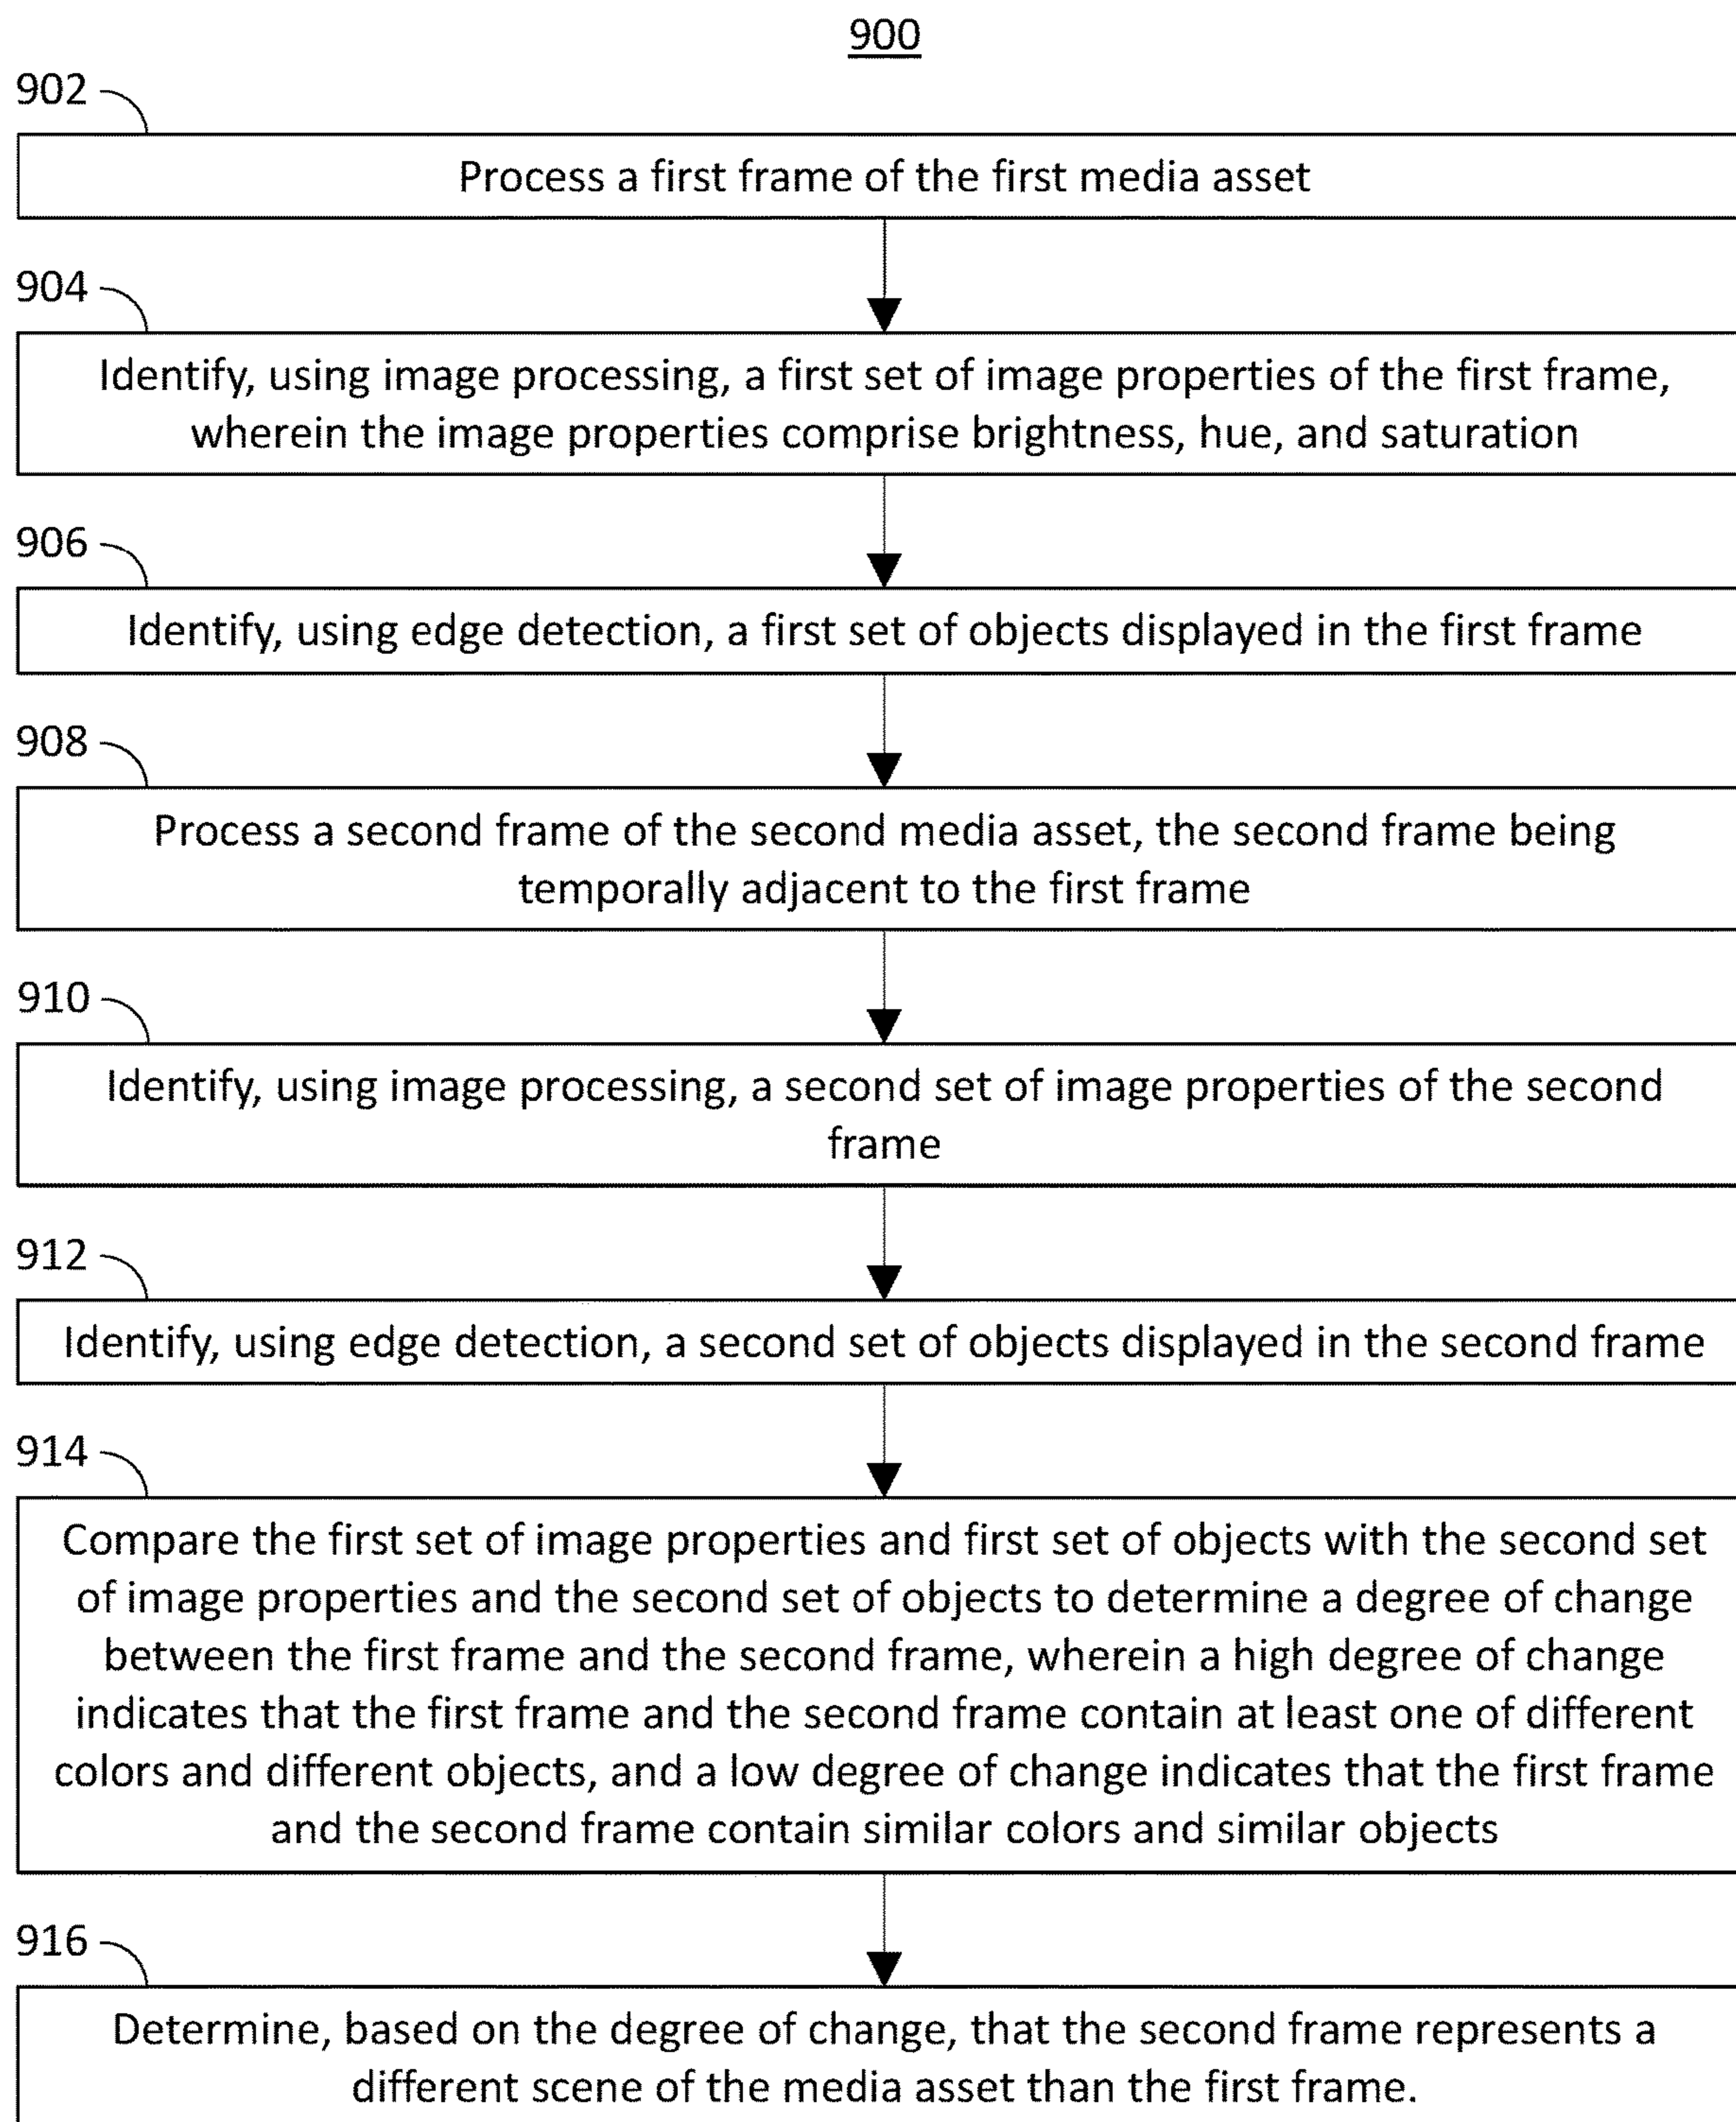 900
902
Process a first frame of the first media asset
904
Identify, using image processing, a first set of image properties of the first frame,
wherein the image properties comprise brightness, hue, and saturation
906
Identify, using edge detection, a first set of objects displayed in the first frame
908
Process a second frame of the second media asset, the second frame being
temporally adjacent to the first frame
910
Identify, using image processing, a second set of image properties of the second
frame
912
Identify, using edge detection, a second set of objects displayed in the second frame
914
Compare the first set of image properties and first set of objects with the second set
of image properties and the second set of objects to determine a degree of change
between the first frame and the second frame, wherein a high degree of change
indicates that the first frame and the second frame contain at least one of different
colors and different objects, and a low degree of change indicates that the first frame
and the second frame contain similar colors and similar objects
916
Determine, based on the degree of change, that the second frame represents a
different scene of the media asset than the first frame.